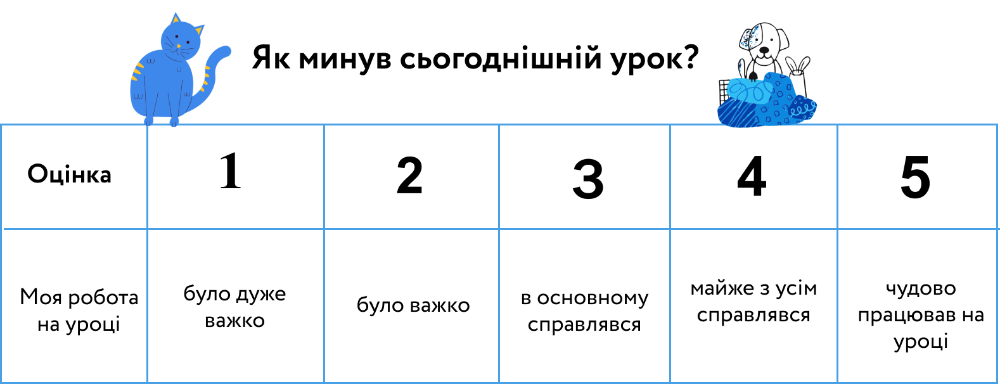 Як минув сьогоднішній урок?
Оцінка
1
2
3
4
5
Моя робота
на уроці
було дуже
важко
було важко
в основному
справлявся
майже з усім
справлявся
чудово
працював на
уроці